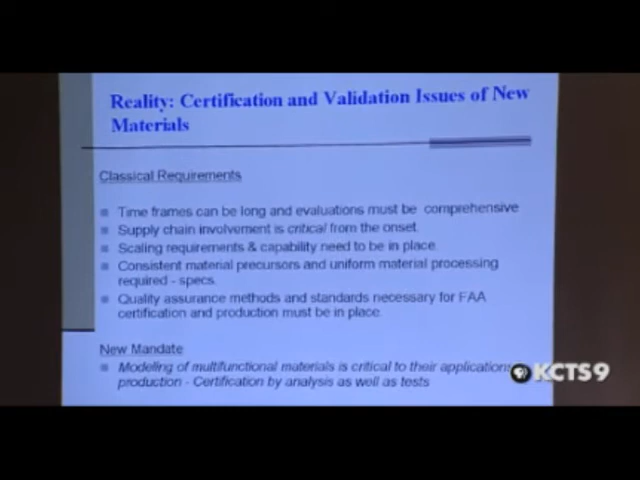 Reality: Certification and Validation Issues of New
Materials
Classical Requirements
Time frames can be long and evaluations must be comprehensive
Supply chain involvement is critical from the onset.
Scaling requirements & capability need to be in place.
Consistent material precursors and uniform material processing
required - specs.
Quality assurance methods and standards necessary for FAA
certification and production must be in place.
New Mandate
Modeling of multifunctional materials is critical to their applications
production - Certification by analysis as well as tests
KCTS9